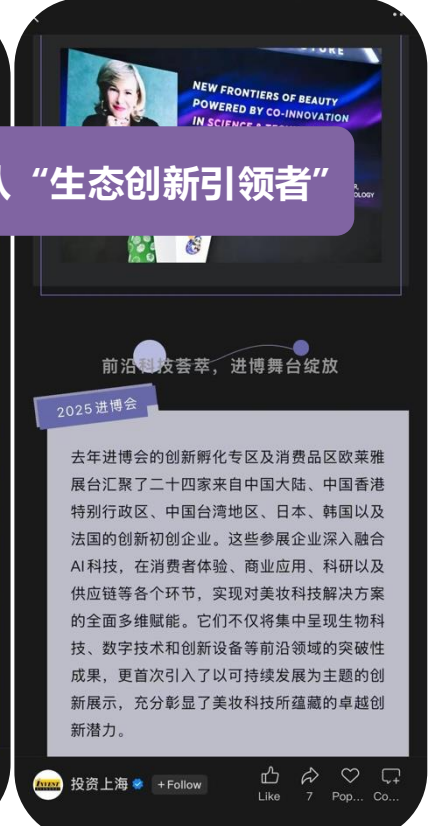 TURE
NEW FRONTIERS OF BEAUTY
POWERED BY CO-INNOVATION
IN SCIENCE & TECHNOLOGY
OLOGY
“生态创新引领者”
前沿科技荟萃，进博舞台绽放
2025进博会
去年进博会的创新孵化专区及消费品区欧莱雅
展台汇聚了二十四家来自中国大陆、中国香港
特别行政区、中国台湾地区、日本、韩国以及
法国的创新初创企业。这些参展企业深入融合
AI科技，在消费者体验、商业应用、科研以及
供应链等各个环节，实现对美妆科技解决方案
的全面多维赋能。它们不仅将集中呈现生物科
技、数字技术和创新设备等前沿领域的突破性
成果，更首次引入了以可持续发展为主题的创
新展示，充分彰显了美妆科技所蕴藏的卓越创
新潜力。
INVEST
投资上海
+Follow
Like
7
Pop...
Co...